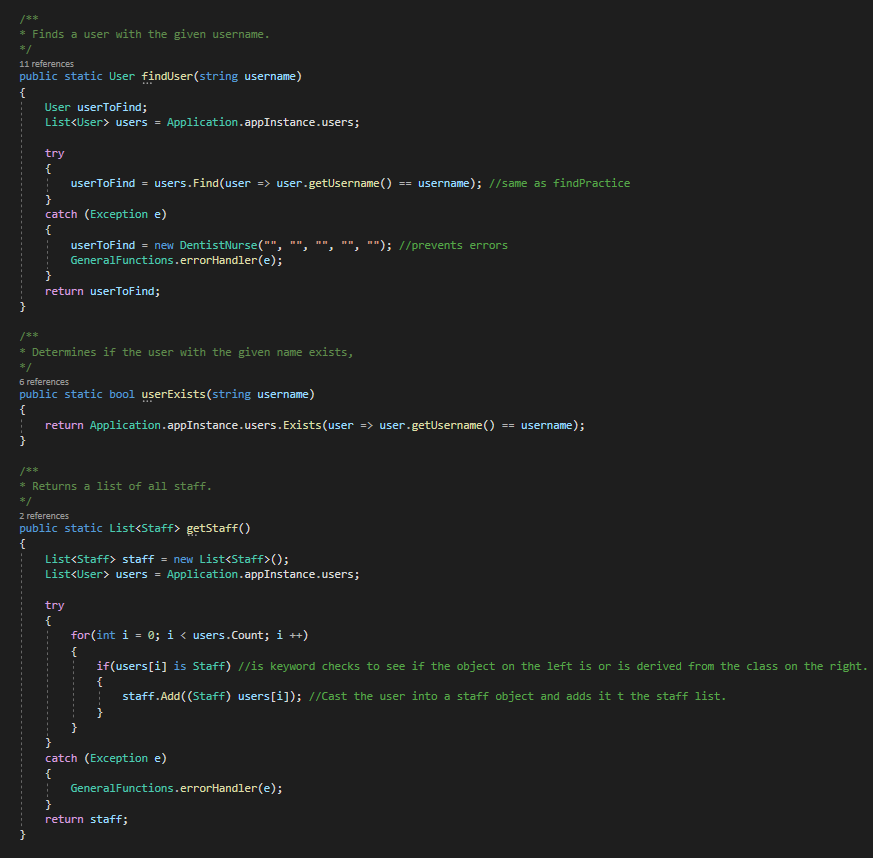 /**
* Finds a user with the given username.
*/
11 references
public static User findUser(string username)
{
User userToFind;
List<User> users = Application.appInstance.users;
try
{
userToFind = users.Find(user => user.getUsername() == username); //same as findPractice
}
catch (Exception e)
{
userToFind = new DentistNurse("", "", "", "", ""); //prevents errors
GeneralFunctions.errorHandler(e);
}
return userToFind;
}
/**
* Determines if the user with the given name exists,
*/
6 references
public static bool userExists(string username)
{
return Application.appInstance.users.Exists(user => user.getUsername() == username);
}
/**
* Returns a list of all staff.
*/
2 references
public static List<Staff> getStaff()
{
List<Staff> staff = new List<Staff>();
List<User> users = Application.appInstance.users;
try
{
for(int i = 0; i < users.Count; i ++)
{
if(users[i] is Staff) //is keyword checks to see if the object on the left is or is derived from the class on the right.
{
staff.Add((Staff) users[i]); //Cast the user into a staff object and adds it t the staff list.
}
}
}
catch (Exception e)
{
GeneralFunctions.errorHandler(e);
}
return staff;
}